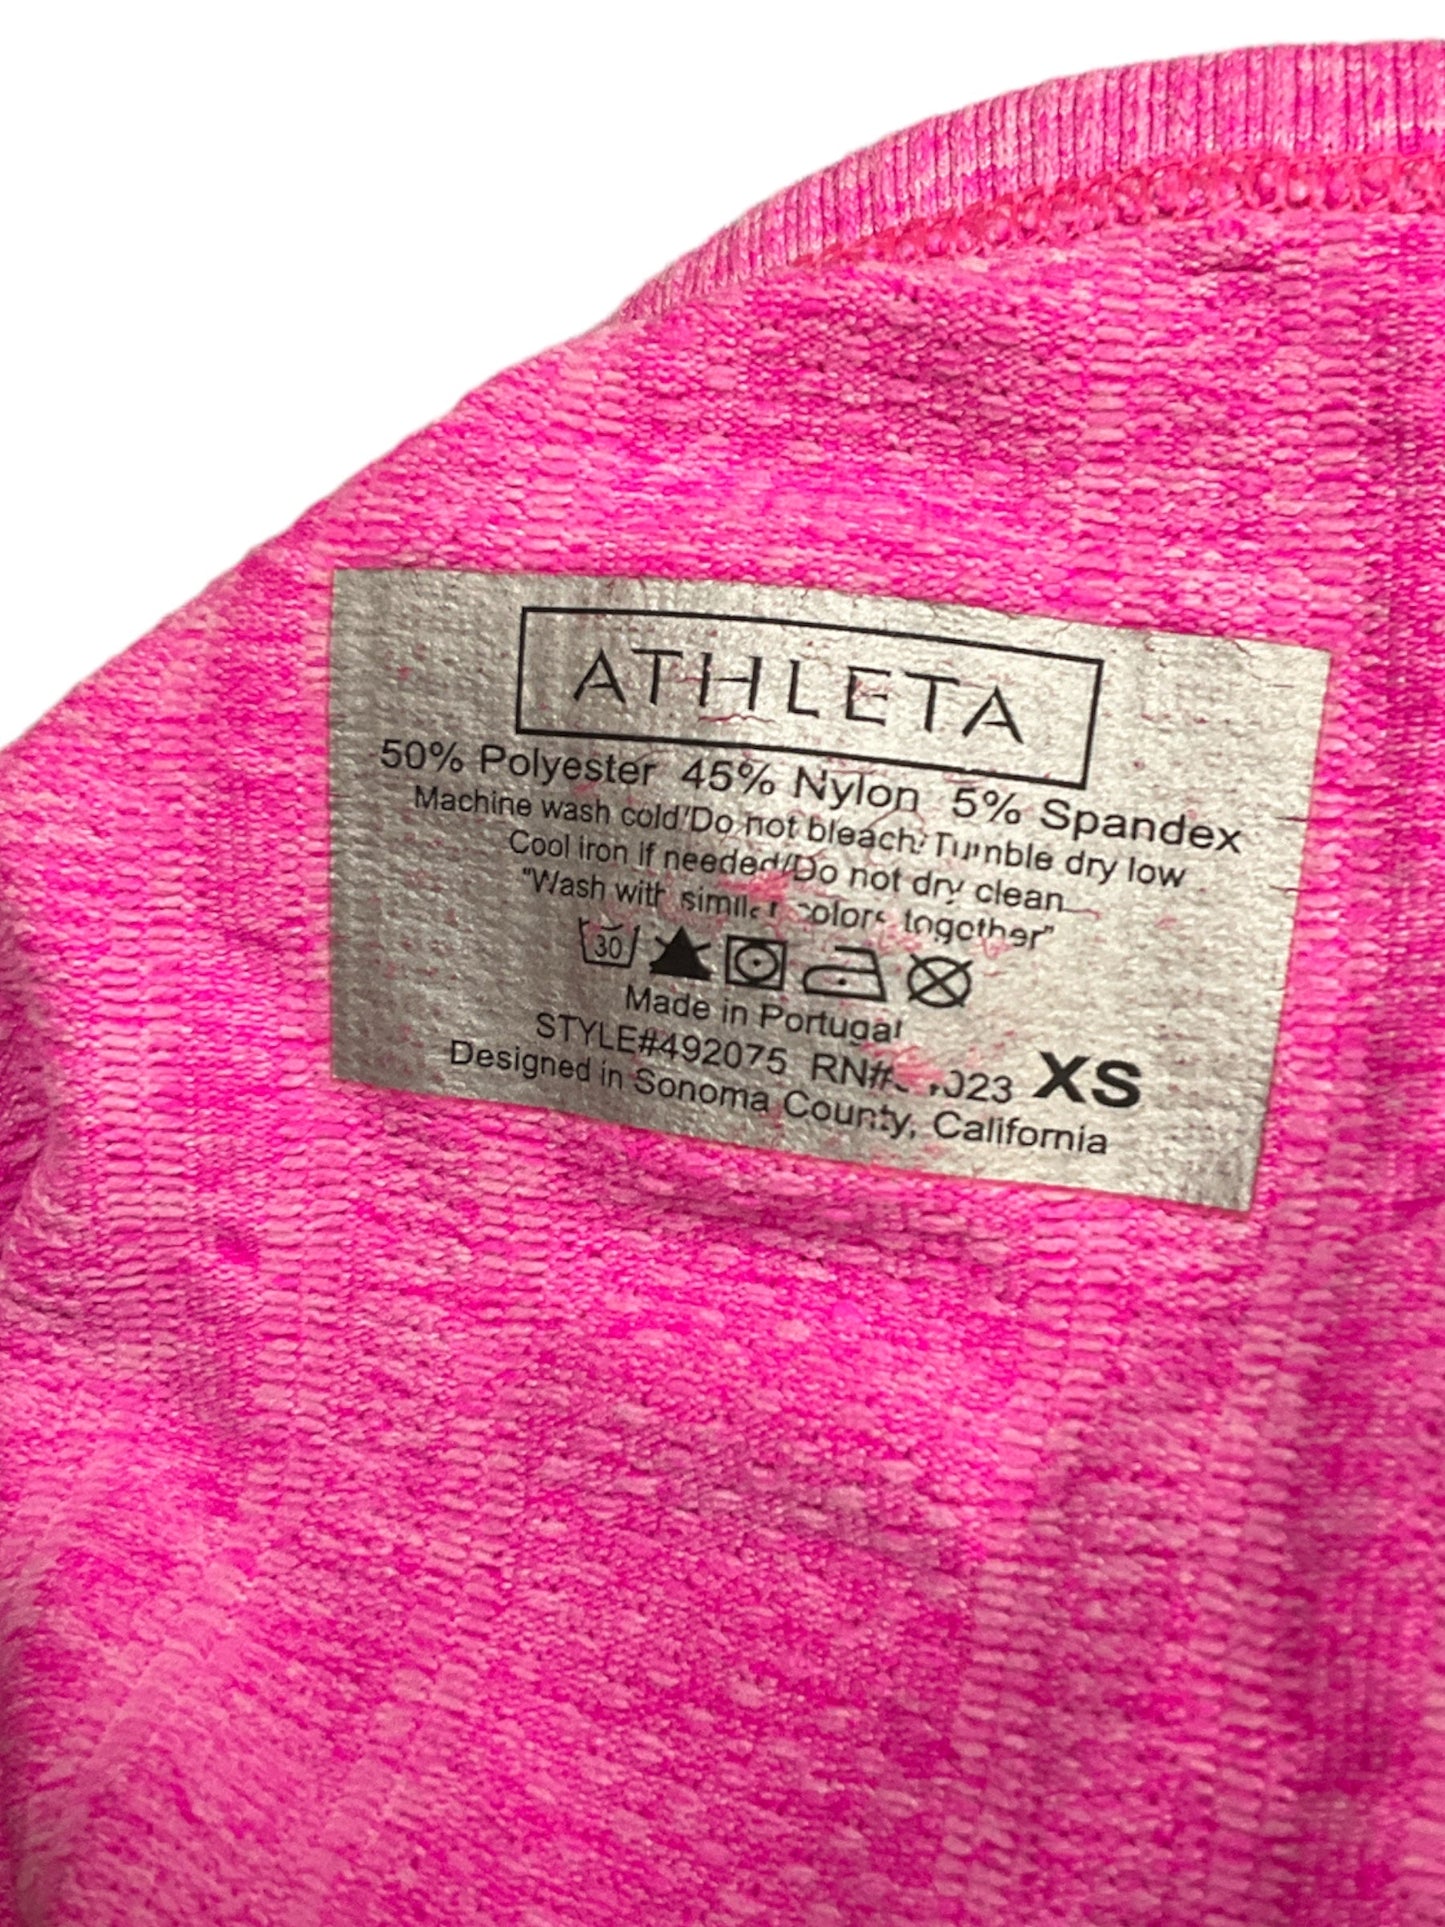 ATHLETA
50% Polyester 45% Nylon 5% Spandex
Machine wash cold/Do not bleach/Tumble dry low
Cool iron if needed/Do not dry clean
"Wash with similar colors together"
30
Made in Portugal
STYLE#492075 XS
Designed in Sonoma County, California